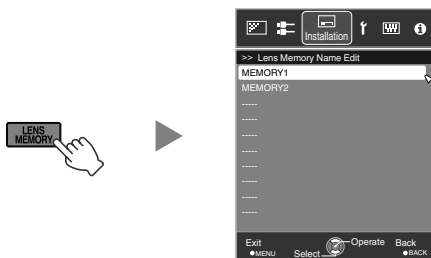 LENS
MEMORY
Installation
>> Lens Memory Name Edit
MEMORY1
MEMORY2
-----
-----
-----
-----
-----
-----
-----
-----
Exit
Operate
Back
●MENU
Select
●BACK